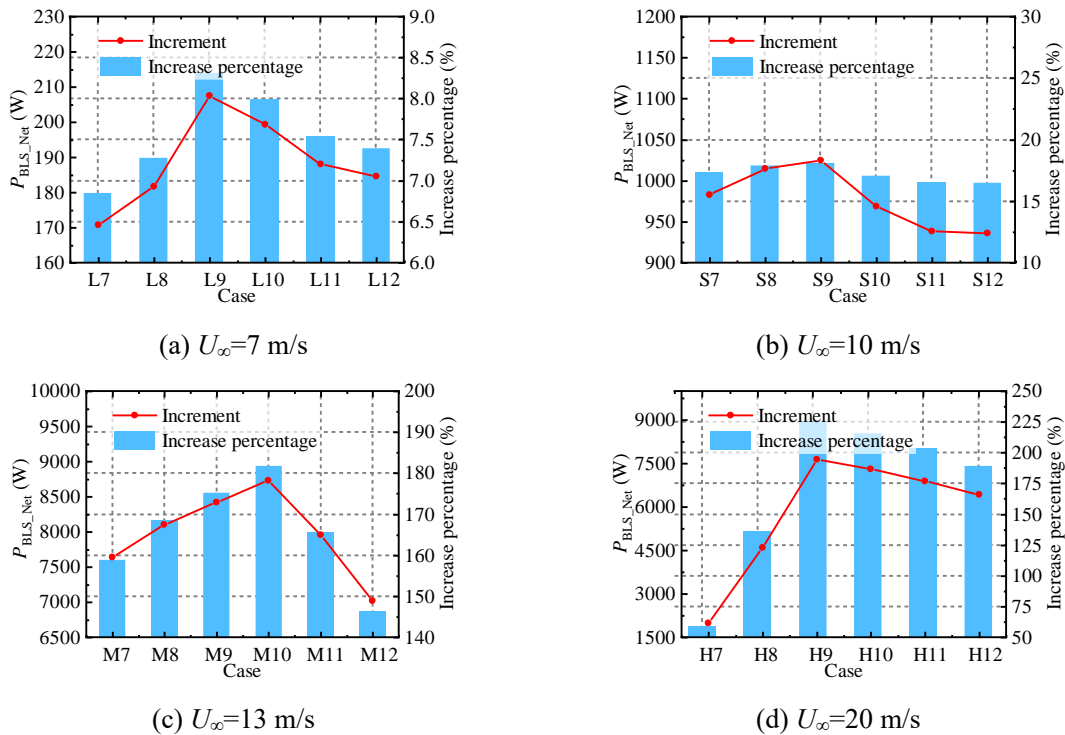 230
220
210
200
190
180
170
160
P_BLS_Net (W)
Increment
Increase percentage
9.0
8.5
8.0
7.5
7.0
6.5
6.0
Increase percentage (%)
L7 L8 L9 L10 L11 L12
Case
(a) U∞=7 m/s
1200
1150
1100
1050
1000
950
900
P_BLS_Net (W)
Increment
Increase percentage
30
25
20
15
10
Increase percentage (%)
S7 S8 S9 S10 S11 S12
Case
(b) U∞=10 m/s
10000
9500
9000
8500
8000
7500
7000
6500
P_BLS_Net (W)
Increment
Increase percentage
200
190
180
170
160
150
140
Increase percentage (%)
M7 M8 M9 M10 M11 M12
Case
(c) U∞=13 m/s
9000
7500
6000
4500
3000
1500
P_BLS_Net (W)
Increment
Increase percentage
250
225
200
175
150
125
100
75
50
Increase percentage (%)
H7 H8 H9 H10 H11 H12
Case
(d) U∞=20 m/s